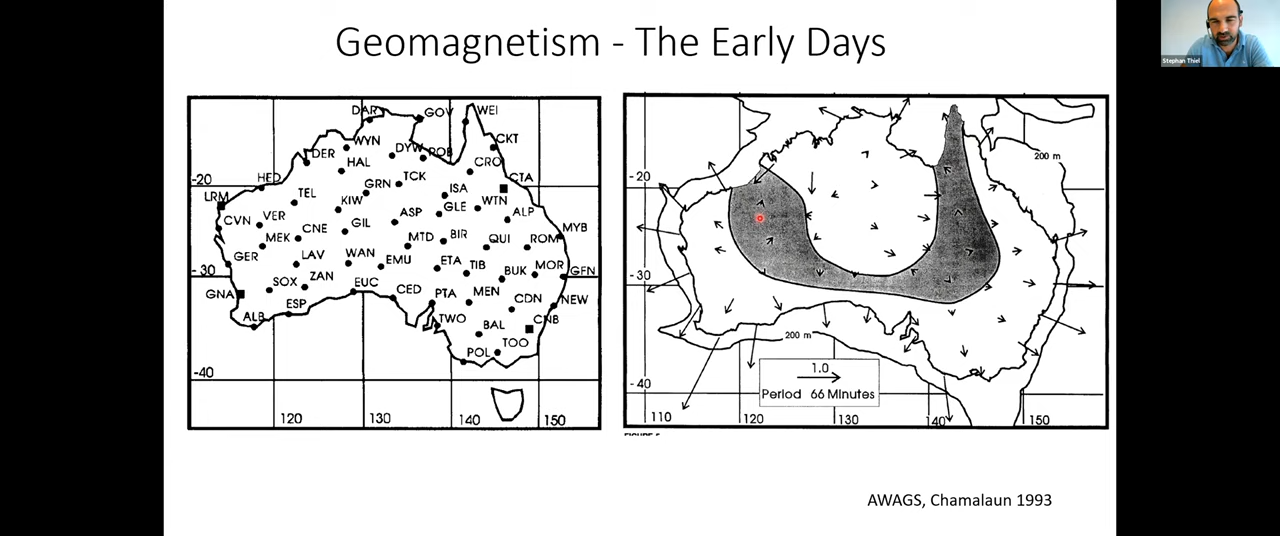 Geomagnetism - The Early Days
Stephan Thiel
DAR
GOV
WEI
WYN
DYW
ROB
CKT
DER
HAL
CRO
HED
TEL
GRN
TCK
ISA
CTA
-20
LRM
KIW
GLE
WTN
CVN
VER
CNE
GIL
ASP
ALP
MEK
MTD
BIR
QUI
ROM
MYB
GER
LAV
WAN
EMU
ETA
TIB
BUK
MOR
GFN
-30
SOX
ZAN
GNA
ESP
EUC
CED
PTA
MEN
CDN
NEW
ALB
TWO
BAL
CNB
TOO
POL
-40
120
130
140
150
200 m
-20
-30
200 m
1.0
Period 66 Minutes
-40
110
120
130
140
150
AWAGS, Chamalaun 1993